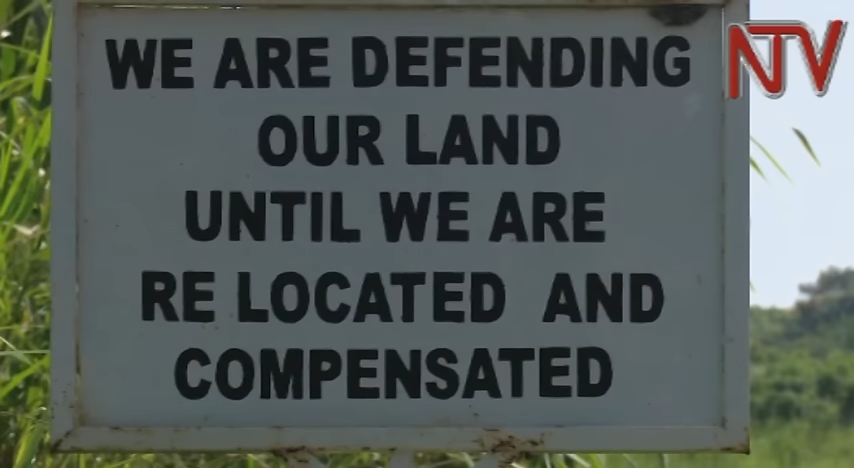 WE ARE DEFENDING
OUR LAND
UNTIL WE ARE
RE LOCATED AND
COMPENSATED
NTV